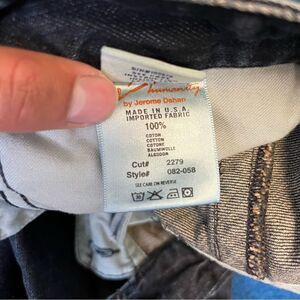 humanity
by Jerome Dahan
MADE IN U.S.A.
IMPORTED FABRIC
100%
COTON
COTTON
COTONE
BAUMWOLLE
ALGODON
Cut# 2279
Style# 082-058
SEE CARE ON REVERSE